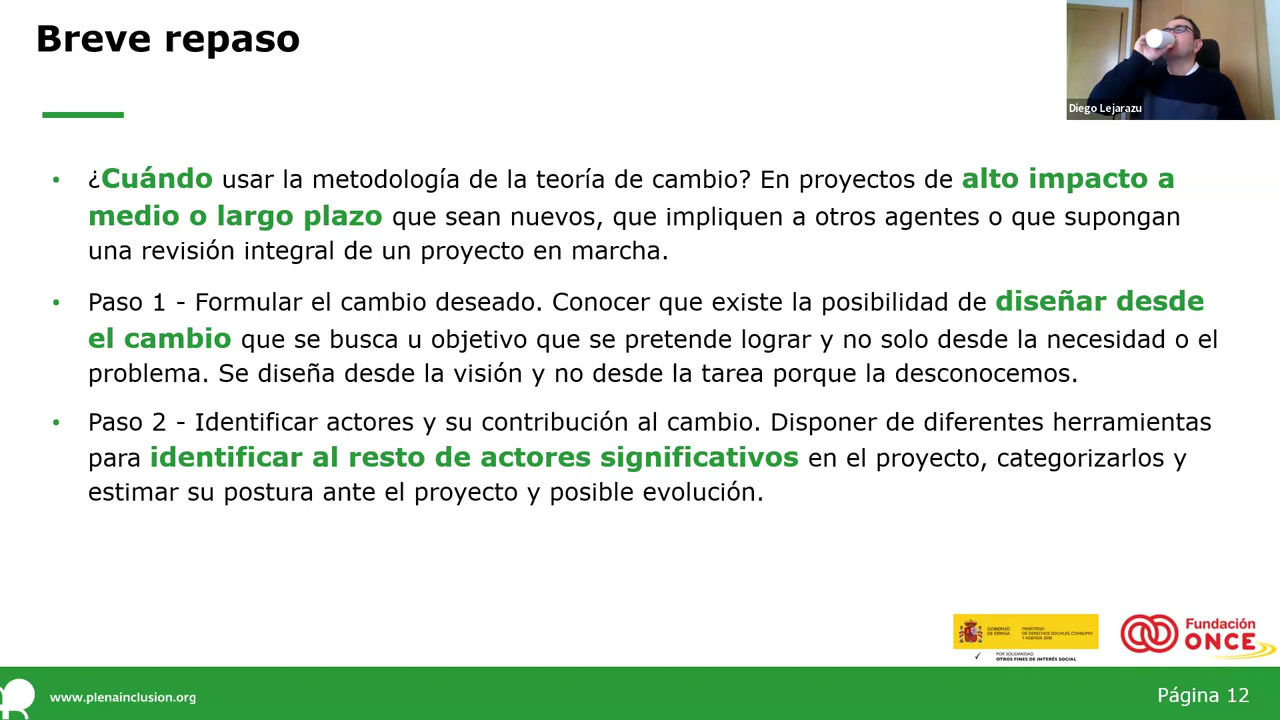 Breve repaso
Diego Lejarazu
• ¿Cuándo usar la metodología de la teoría de cambio? En proyectos de alto impacto a
medio o largo plazo que sean nuevos, que impliquen a otros agentes o que supongan
una revisión integral de un proyecto en marcha.
• Paso 1 - Formular el cambio deseado. Conocer que existe la posibilidad de diseñar desde
el cambio que se busca u objetivo que se pretende lograr y no solo desde la necesidad o el
problema. Se diseña desde la visión y no desde la tarea porque la desconocemos.
• Paso 2 - Identificar actores y su contribución al cambio. Disponer de diferentes herramientas
para identificar al resto de actores significativos en el proyecto, categorizarlos y
estimar su postura ante el proyecto y posible evolución.
GOBIERNO
DE ESPAÑA
MINISTERIO
DE DERECHOS SOCIALES, CONSUMO
Y AGENDA 2030
POR SOLIDARIDAD
OTROS FINES DE INTERÉS SOCIAL
Fundación
ONCE
www.plenainclusion.org
Página 12